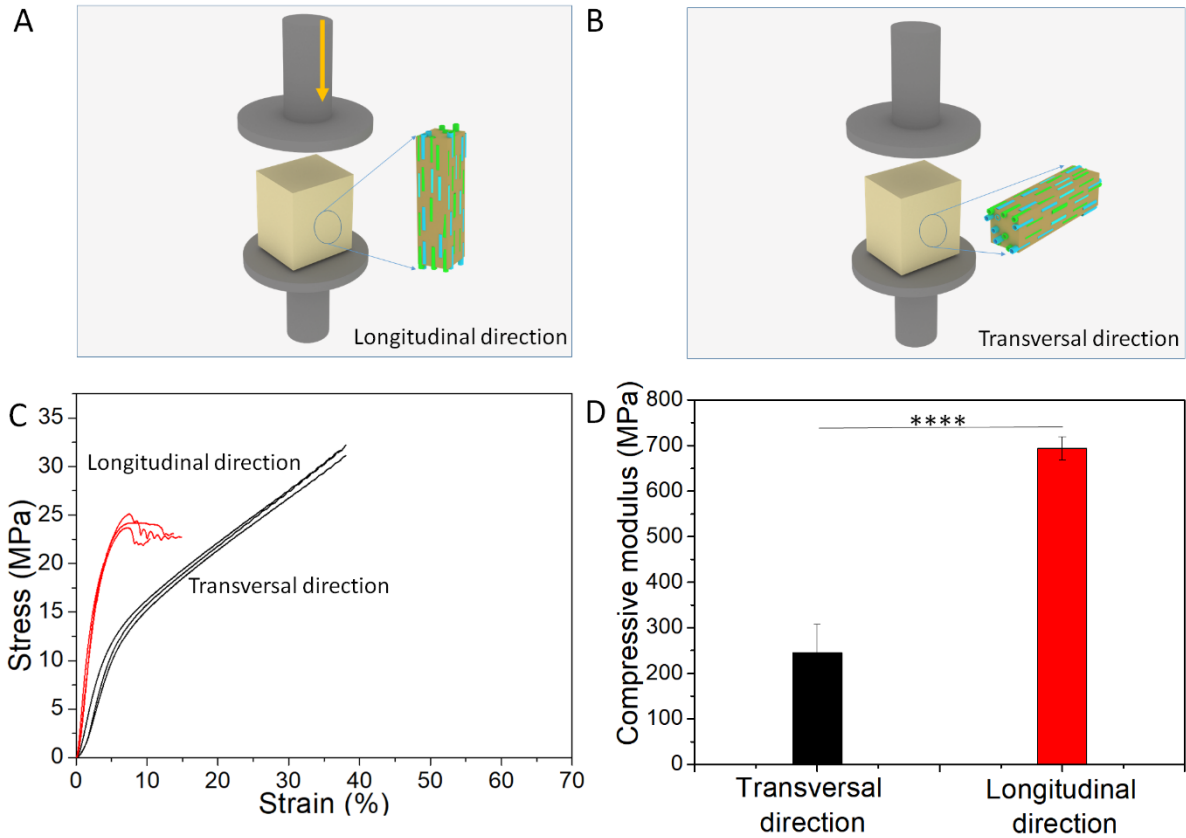 A
Longitudinal direction
B
Transversal direction
C
Stress (MPa)
35
30
25
20
15
10
5
0
Longitudinal direction
Transversal direction
0 10 20 30 40 50 60 70
Strain (%)
D
Compressive modulus (MPa)
800
700
600
500
400
300
200
100
0
****
Transversal
direction
Longitudinal
direction